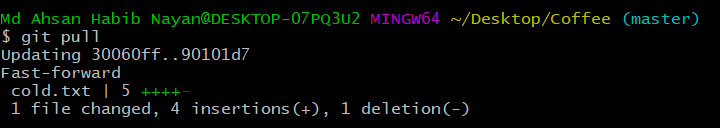 Md Ahsan Habib Nayan@DESKTOP-07PQ3U2 MINGW64 ~/Desktop/Coffee (master)
$ git pull
Updating 30060ff..90101d7
Fast-forward
 cold.txt | 5 ++++-
 1 file changed, 4 insertions(+), 1 deletion(-)